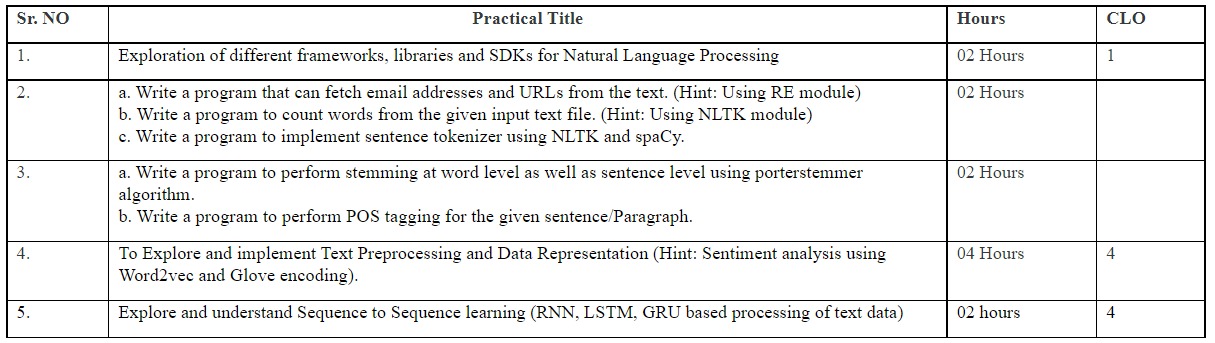 Sr. NO Practical Title Hours CLO
1. Exploration of different frameworks, libraries and SDKs for Natural Language Processing 02 Hours 1
2. a. Write a program that can fetch email addresses and URLs from the text. (Hint: Using RE module) 02 Hours
b. Write a program to count words from the given input text file. (Hint: Using NLTK module)
c. Write a program to implement sentence tokenizer using NLTK and spaCy.
3. a. Write a program to perform stemming at word level as well as sentence level using porterstemmer 02 Hours
algorithm.
b. Write a program to perform POS tagging for the given sentence/Paragraph.
4. To Explore and implement Text Preprocessing and Data Representation (Hint: Sentiment analysis using 04 Hours 4
Word2vec and Glove encoding).
5. Explore and understand Sequence to Sequence learning (RNN, LSTM, GRU based processing of text data) 02 hours 4